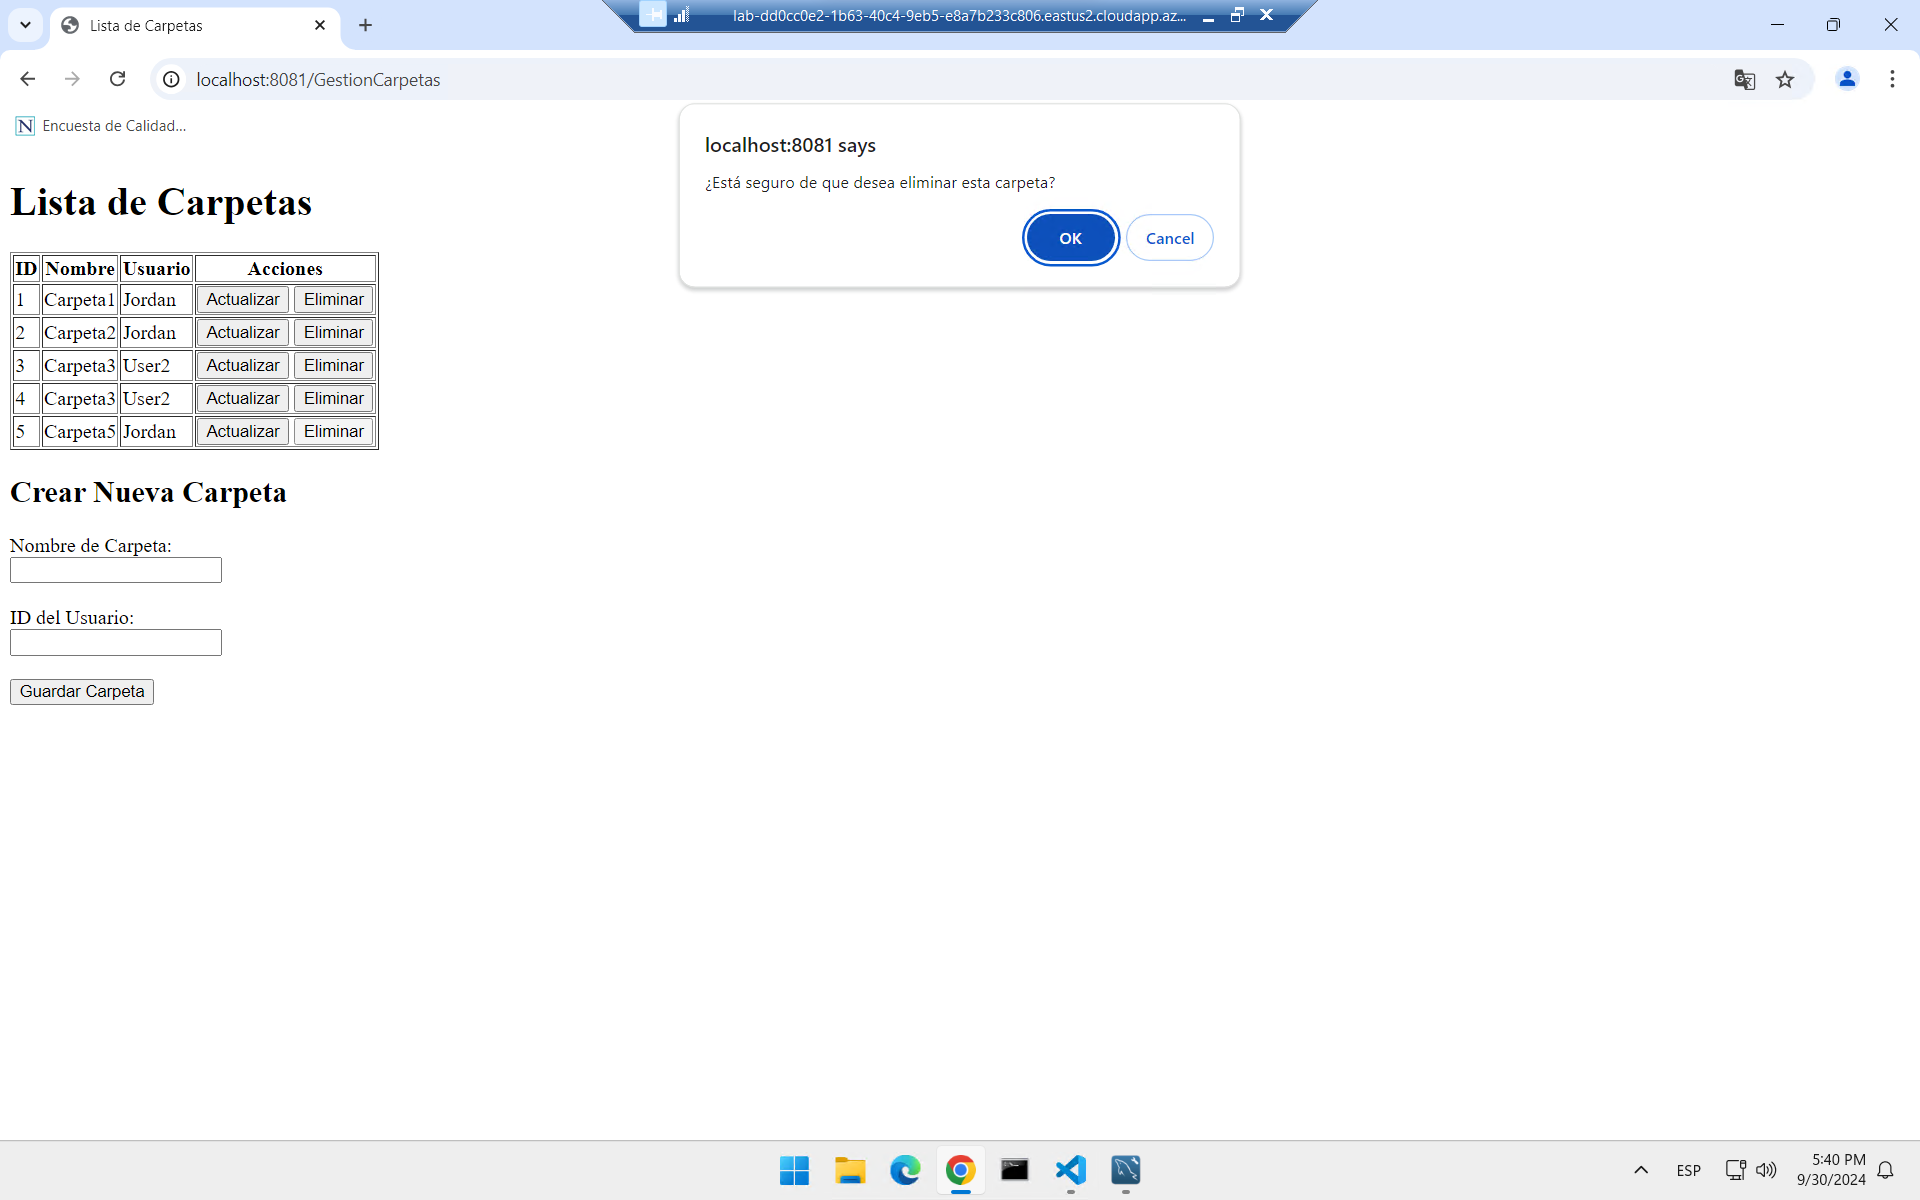 Lista de Carpetas
lab-dd0cc0e2-1b63-40c4-9eb5-e8a7b233c806.eastus2.cloudapp.az...
localhost:8081/GestionCarpetas
N Encuesta de Calidad...
localhost:8081 says
¿Está seguro de que desea eliminar esta carpeta?
OK Cancel
Lista de Carpetas
ID Nombre Usuario Acciones
1 Carpeta1 Jordan Actualizar Eliminar
2 Carpeta2 Jordan Actualizar Eliminar
3 Carpeta3 User2 Actualizar Eliminar
4 Carpeta3 User2 Actualizar Eliminar
5 Carpeta5 Jordan Actualizar Eliminar
Crear Nueva Carpeta
Nombre de Carpeta:
ID del Usuario:
Guardar Carpeta
ESP
5:40 PM
9/30/2024